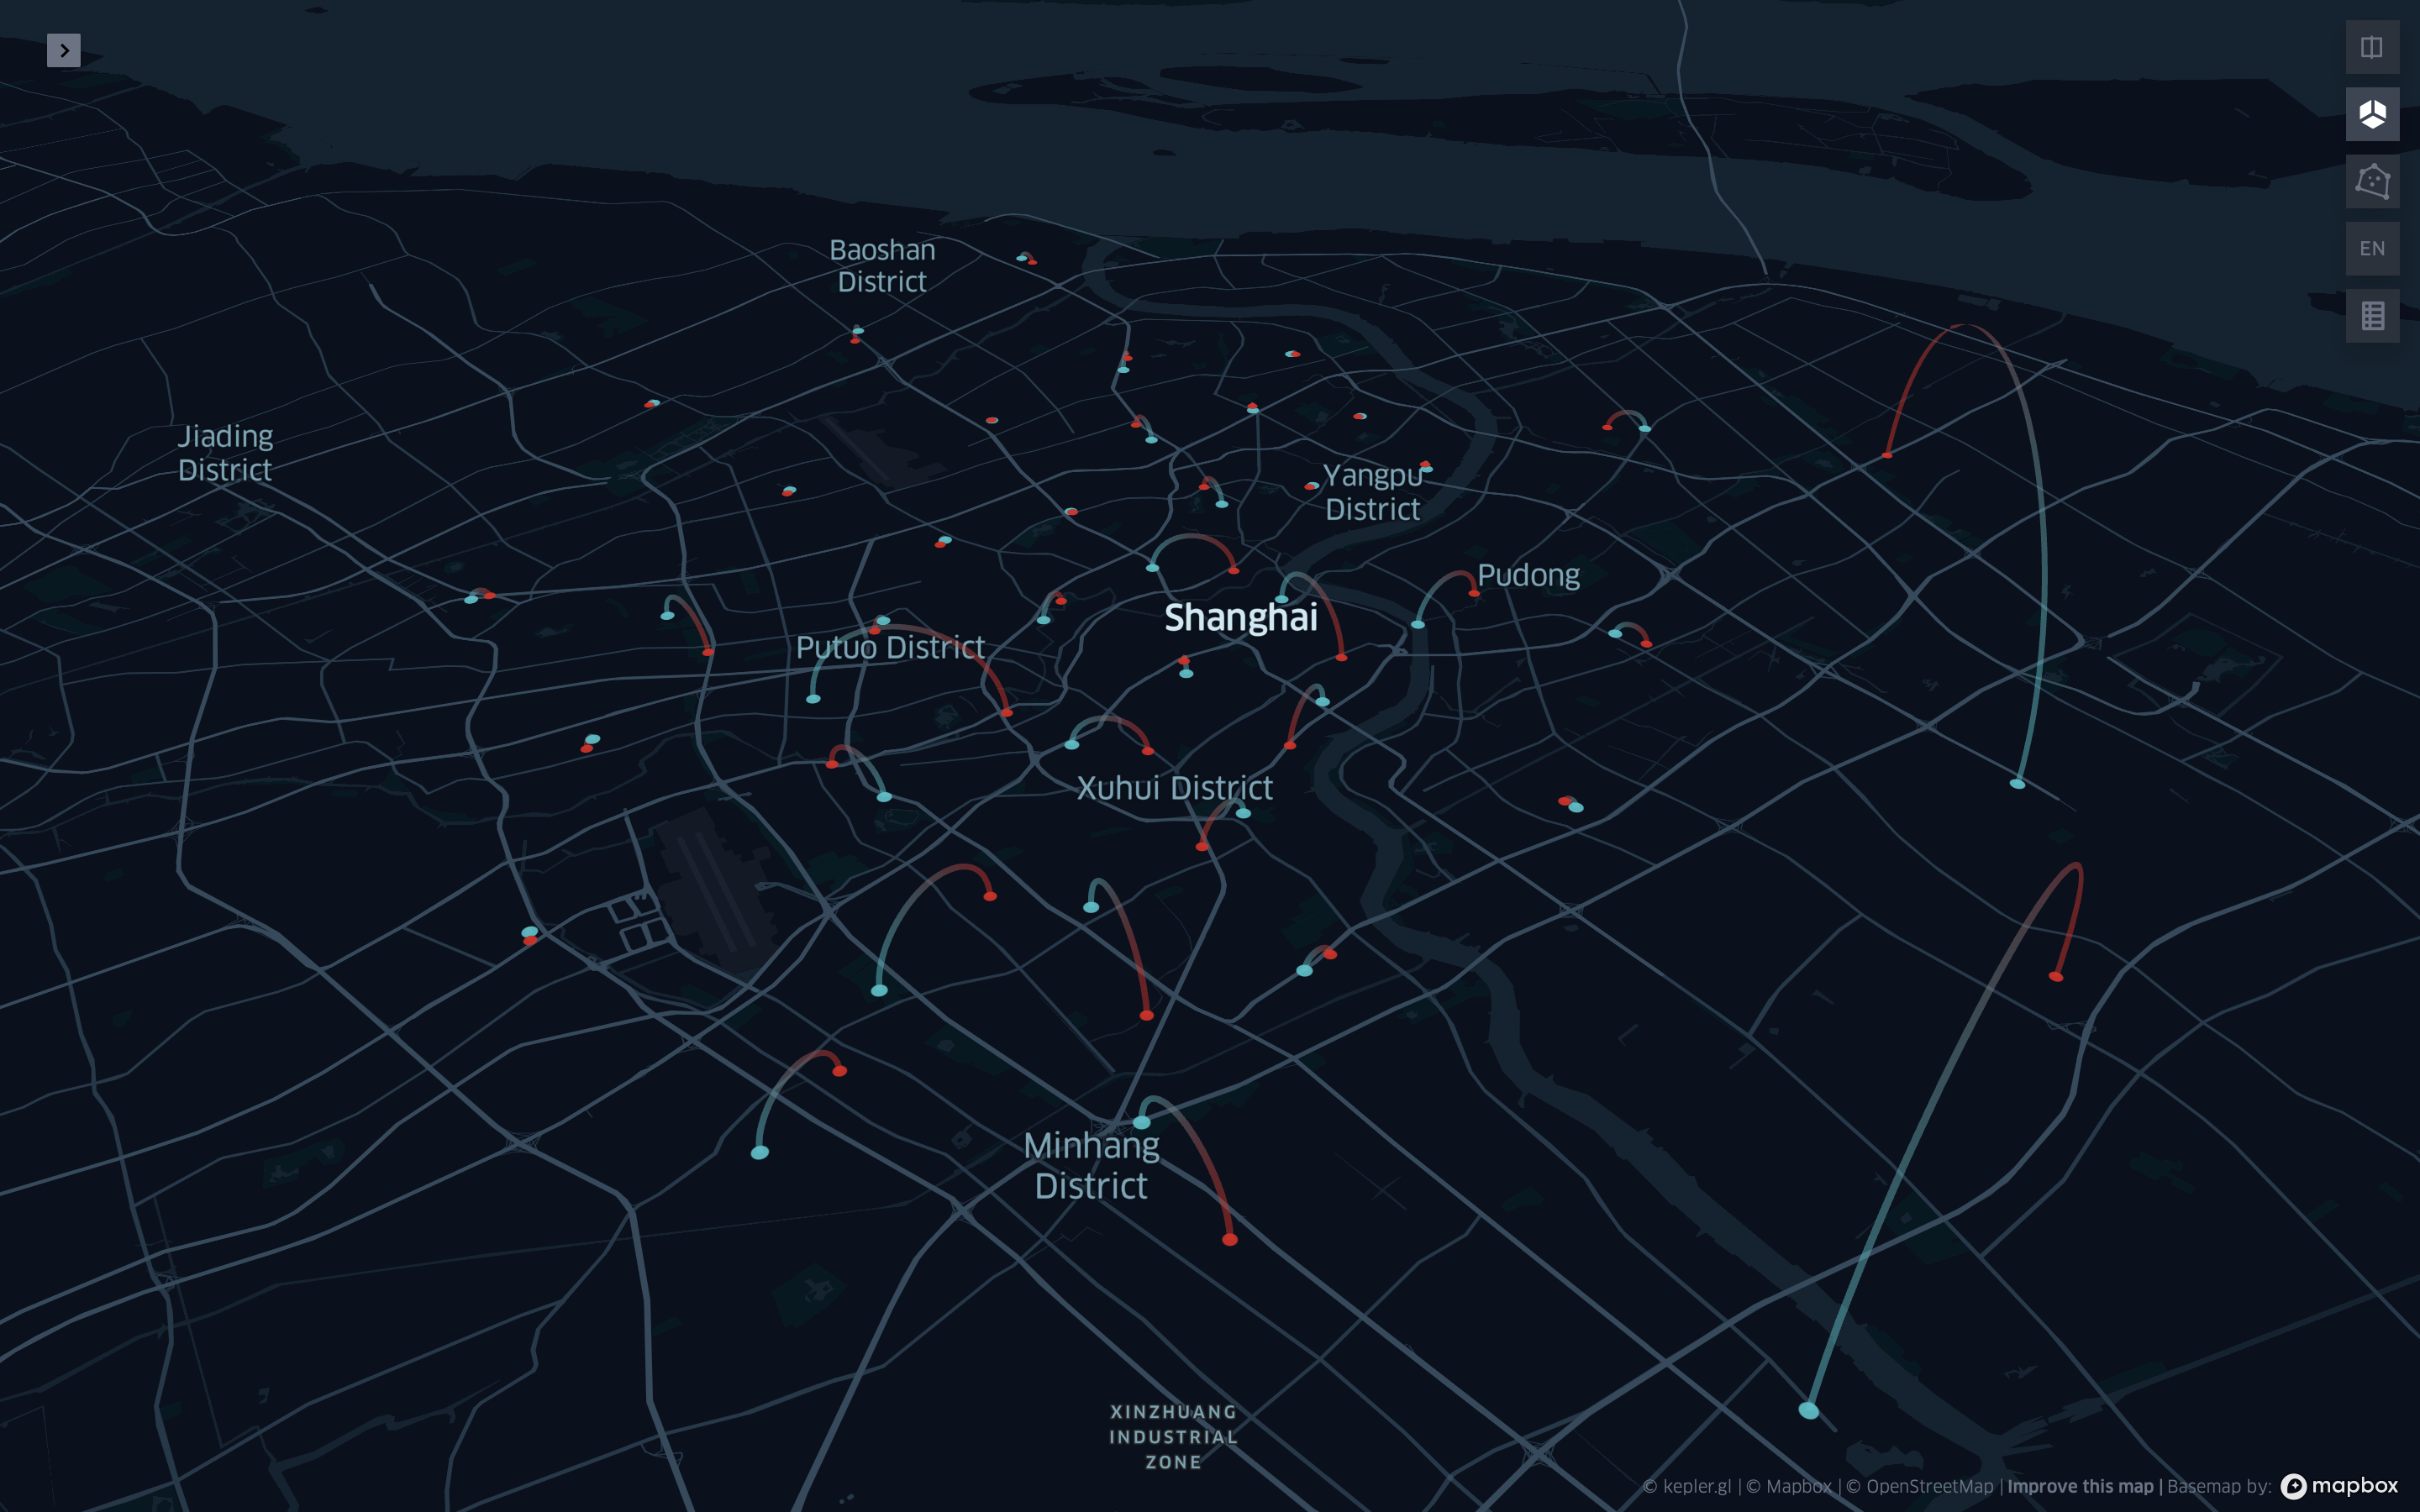 EN
Baoshan
District
Jiading
District
Yangpu
District
Pudong
Shanghai
Putuo District
Xuhui District
Minhang
District
XINZHUANG
INDUSTRIAL
ZONE
© kepler.gl | © Mapbox | © OpenStreetMap | Improve this map | Basemap by: mapbox